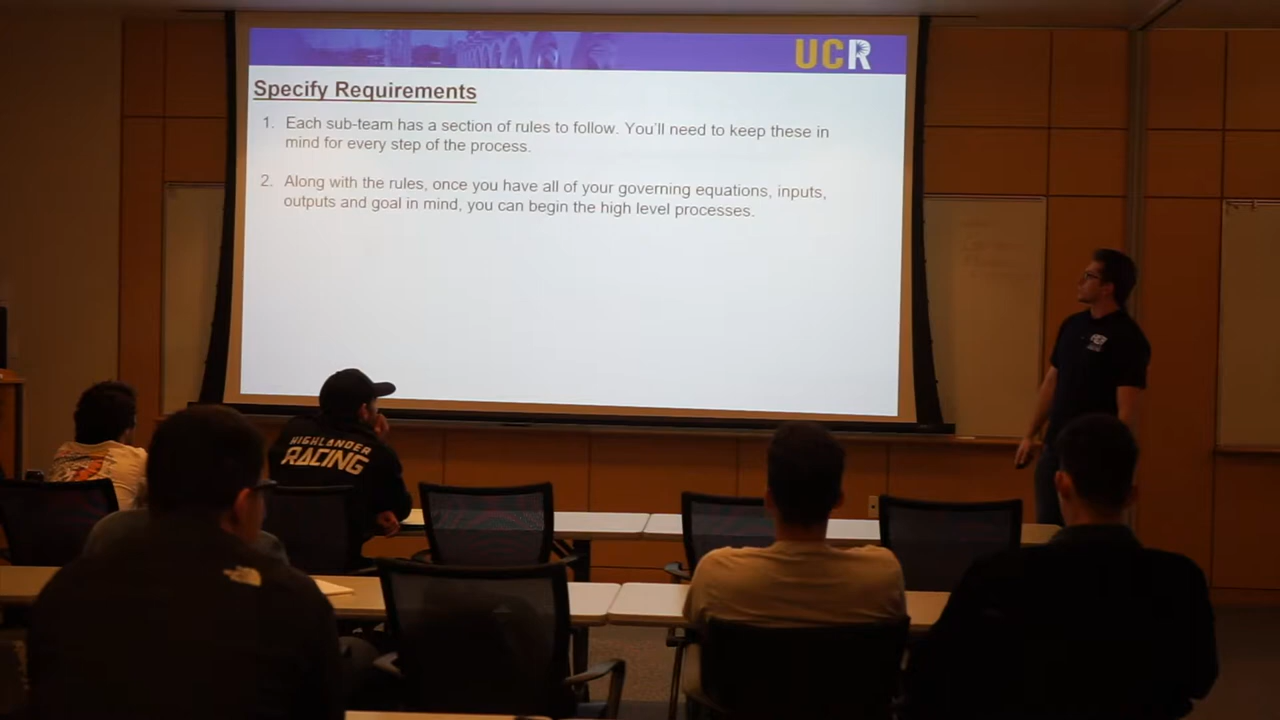 UCR
Specify Requirements
1. Each sub-team has a section of rules to follow. You'll need to keep these in
mind for every step of the process.
2. Along with the rules, once you have all of your governing equations, inputs,
outputs and goal in mind, you can begin the high level processes.
HIGHLANDER
RACING